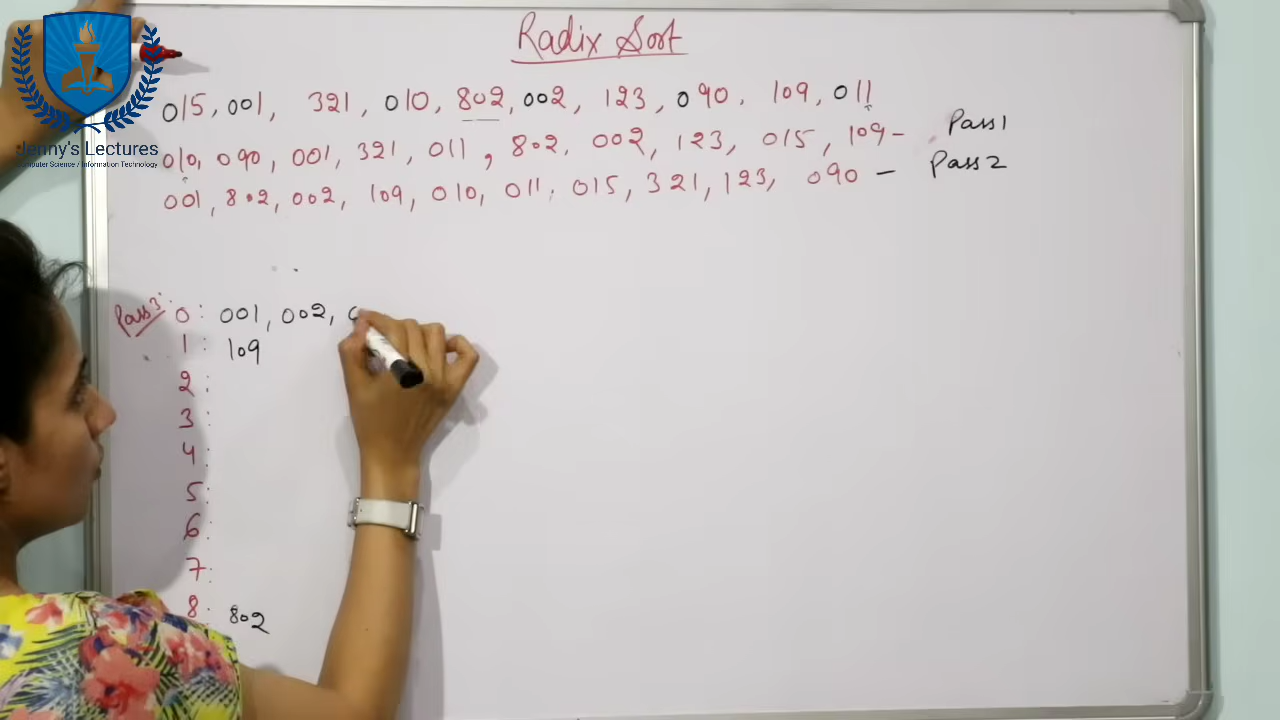 Radix Sort
015, 001, 321, 010, 802, 002, 123, 090, 109, 011
010, 090, 001, 321, 011, 802, 002, 123, 015, 109 - Pass1
001, 802, 002, 109, 010, 011, 015, 321, 123, 090 - Pass2
Jenny's Lectures
Computer Science / Information Technology
Pass3: 0: 001, 002, 0
1: 109
2:
3:
4:
5:
6:
7:
8: 802